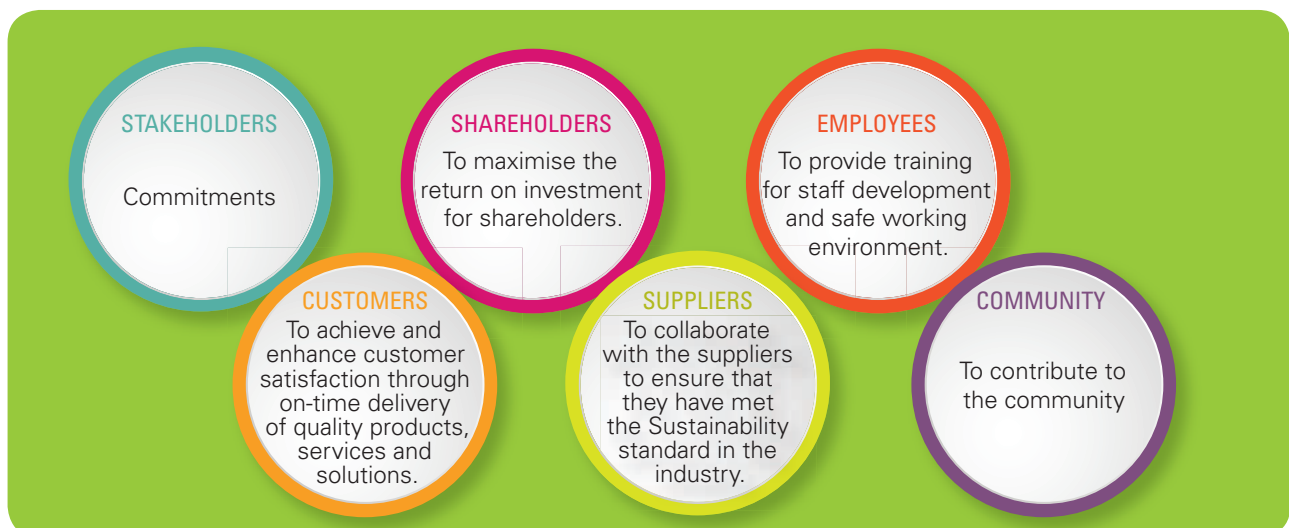 STAKEHOLDERS
Commitments
CUSTOMERS
To achieve and
enhance customer
satisfaction through
on-time delivery
of quality products,
services and
solutions.
SHAREHOLDERS
To maximise the
return on investment
for shareholders.
SUPPLIERS
To collaborate
with the suppliers
to ensure that
they have met
the Sustainability
standard in the
industry.
EMPLOYEES
To provide training
for staff development
and safe working
environment.
COMMUNITY
To contribute to
the community